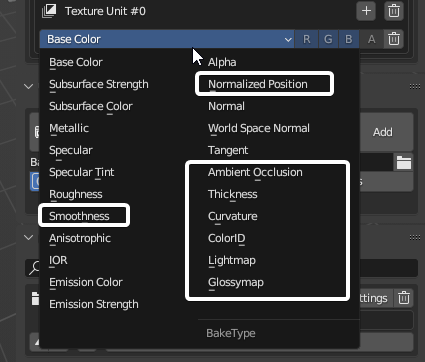 Texture Unit #0
Base Color
R G B A
Base Color
Subsurface Strength
Subsurface Color
Metallic
Specular
Specular Tint
Roughness
Smoothness
Anisotrophic
IOR
Emission Color
Emission Strength
Alpha
Normalized Position
Normal
World Space Normal
Tangent
Ambient Occlusion
Thickness
Curvature
ColorID
Lightmap
Glossymap
BakeType
Add